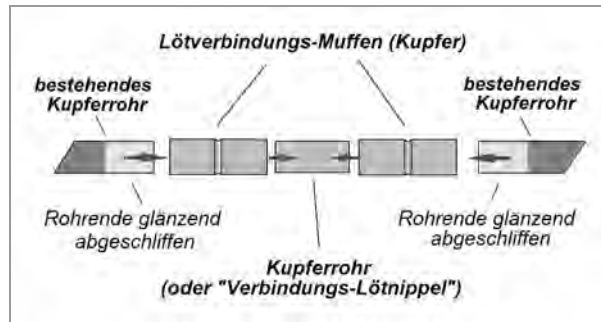 Lötverbindungs-Muffen (Kupfer)
bestehendes
Kupferrohr
bestehendes
Kupferrohr
Rohrende glänzend
abgeschliffen
Rohrende glänzend
abgeschliffen
Kupferrohr
(oder "Verbindungs-Lötnippel")